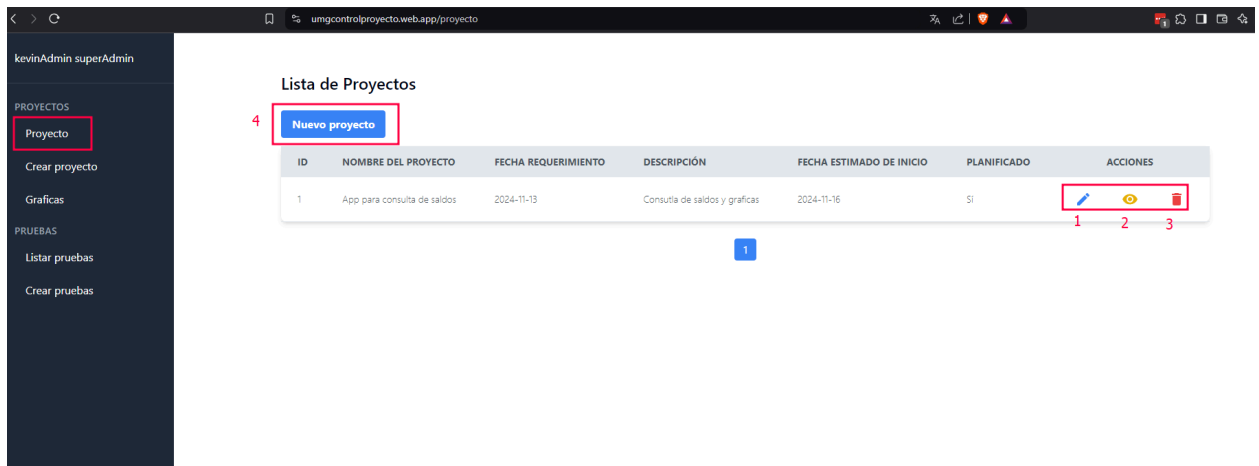 umgcontrolproyecto.web.app/proyecto
1
kevinAdmin superAdmin
PROYECTOS
Proyecto
Crear proyecto
Graficas
PRUEBAS
Listar pruebas
Crear pruebas
Lista de Proyectos
4
Nuevo proyecto
ID NOMBRE DEL PROYECTO FECHA REQUERIMIENTO DESCRIPCIÓN FECHA ESTIMADO DE INICIO PLANIFICADO ACCIONES
1 App para consulta de saldos 2024-11-13 Consutla de saldos y graficas 2024-11-16 Si
1 2 3
1